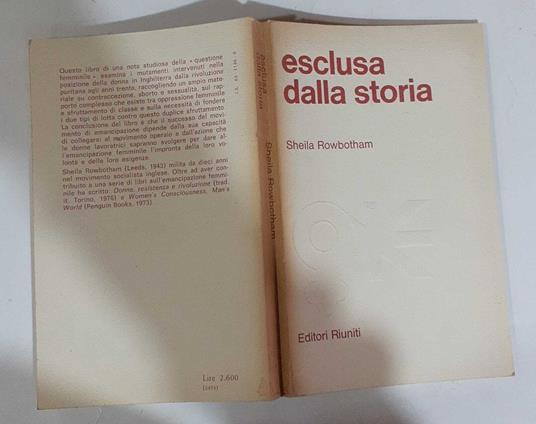 Questo libro di una nota studiosa della « questione
femminile » esamina i mutamenti intervenuti nella
posizione della donna in Inghilterra dalla rivoluzione
puritana agli anni trenta, raccogliendo un ampio mate-
riale su contraccezione, aborto e sessualità, sul rap-
porto complesso che esiste tra oppressione femminile
e sfruttamento di classe e sulla necessità di fondere
i due tipi di lotta contro questo duplice sfruttamento
La conclusione del libro è che il successo del movi-
mento di emancipazione dipende dalla sua capacità
di collegarsi al movimento operaio e dall'azione che
le donne lavoratrici sapranno svolgere per dare al-
l'emancipazione femminile l'impronta della loro vo-
lontà e della loro esigenze.
Sheila Rowbotham (Leeds, 1943) milita da dieci anni
nel movimento socialista inglese. Oltre ad aver con-
tribuito a una serie di libri sull'emancipazione femmi-
nile ha scritto: Donne, resistenza e rivoluzione (trad.
it. Torino, 1976) e Women's Consciousness, Man's
World (Penguin Books, 1973).
Lire 2.600
esclusa
dalla storia
Sheila Rowbotham
esclusa
dalla storia
Sheila Rowbotham
Editori Riuniti